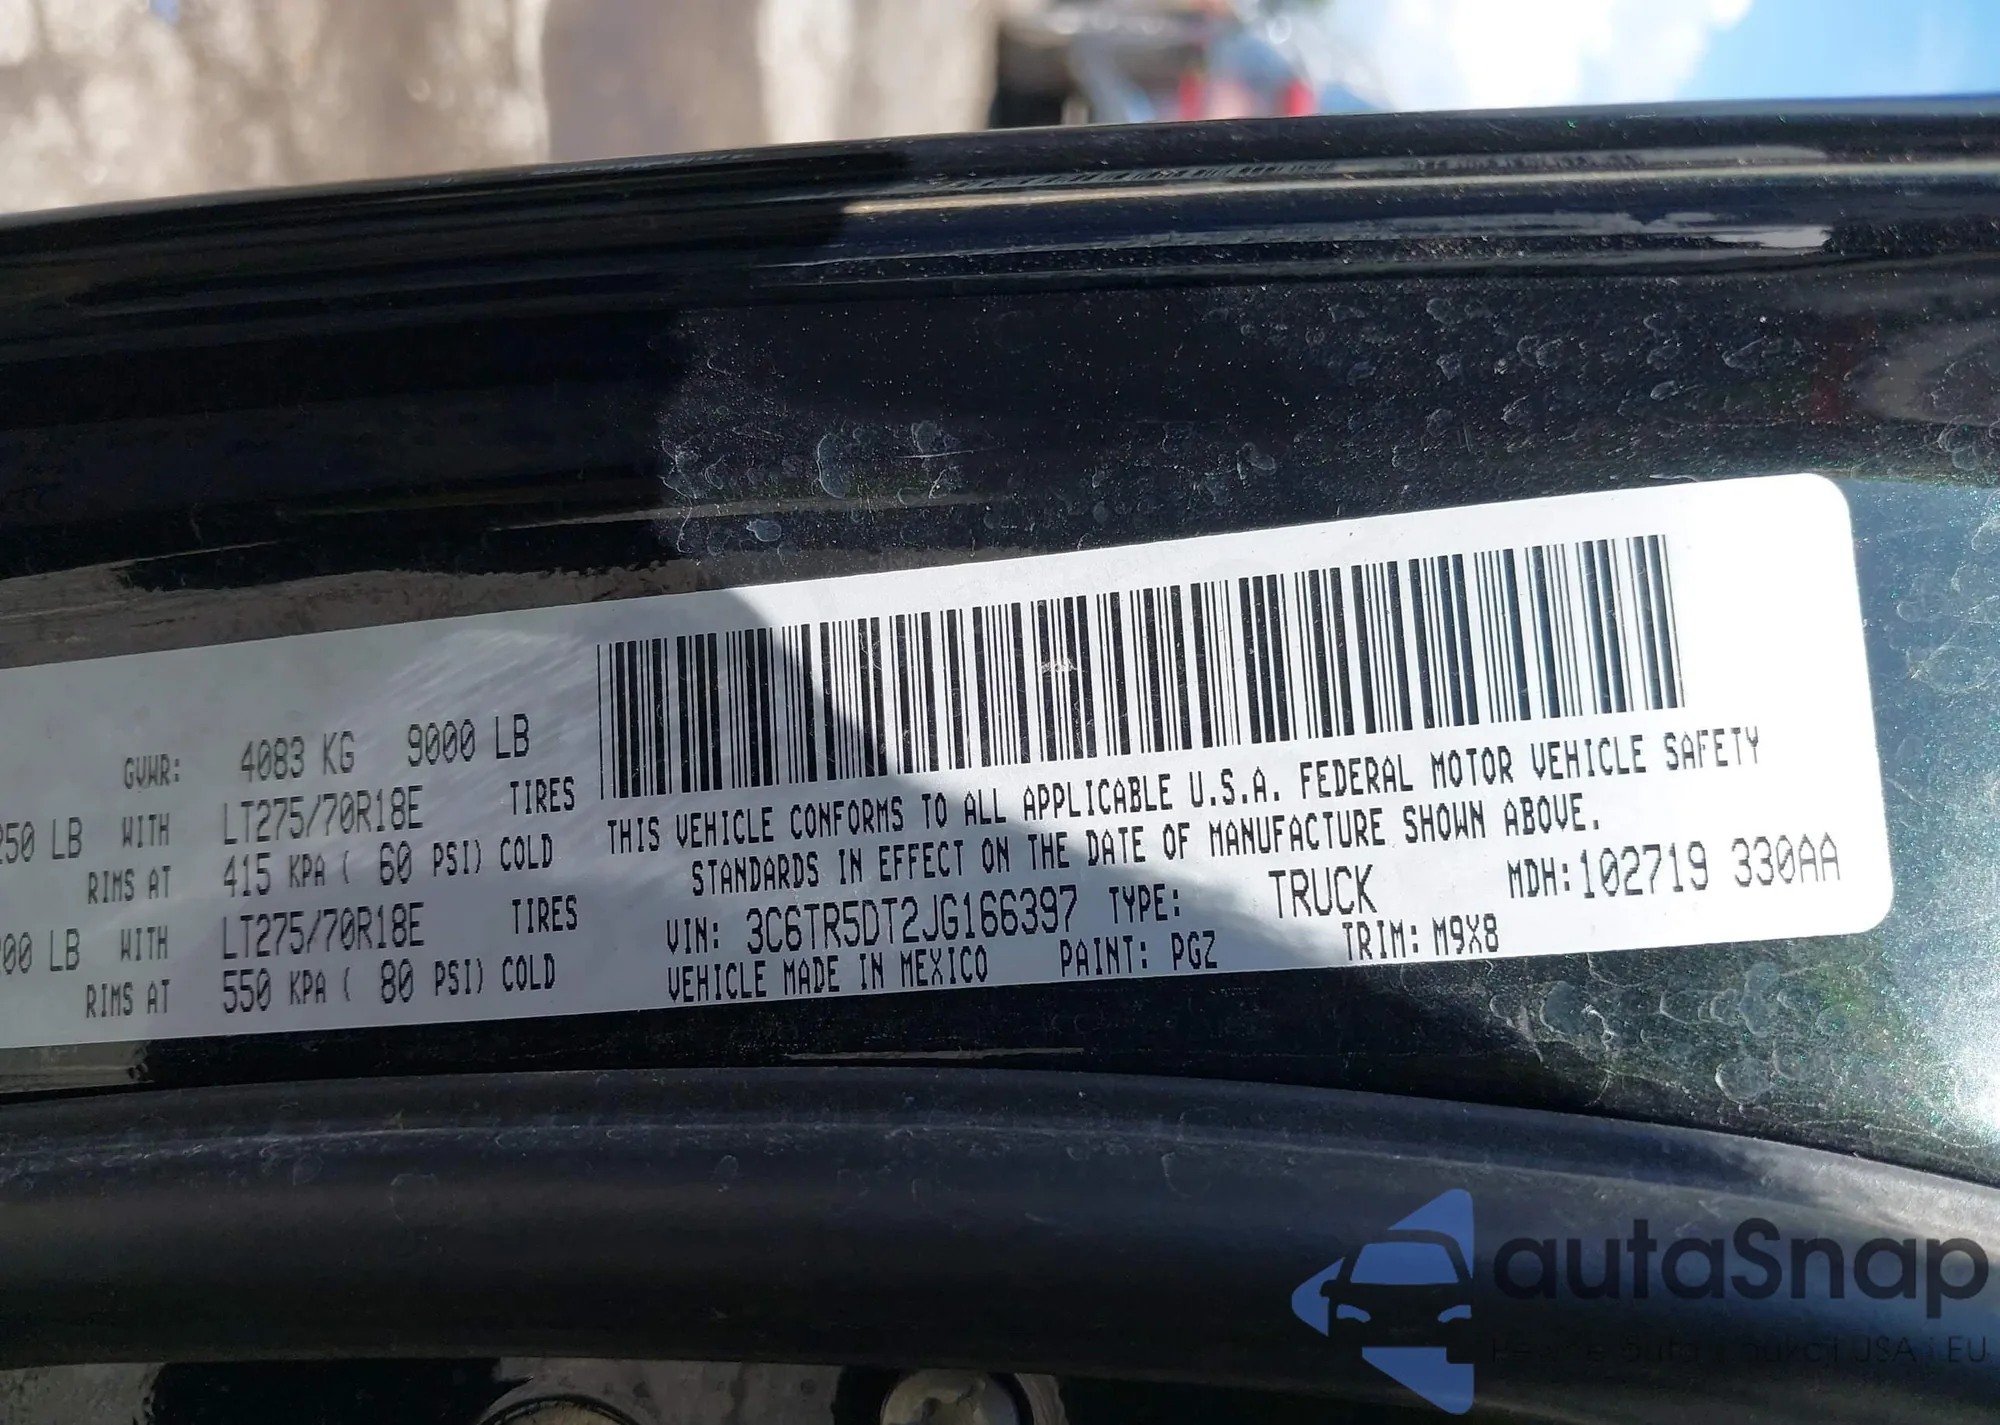 GVWR: 4083 KG 9000 LB
250 LB WITH LT275/70R18E TIRES
RIMS AT 415 KPA ( 60 PSI) COLD
00 LB WITH LT275/70R18E TIRES
RIMS AT 550 KPA ( 80 PSI) COLD
THIS VEHICLE CONFORMS TO ALL APPLICABLE U.S.A. FEDERAL MOTOR VEHICLE SAFETY
STANDARDS IN EFFECT ON THE DATE OF MANUFACTURE SHOWN ABOVE.
VIN: 3C6TR5DT2JG166397 TYPE: TRUCK MDH:102719 330AA
VEHICLE MADE IN MEXICO PAINT: PGZ TRIM: M9X8
autaSnap
USA i EU